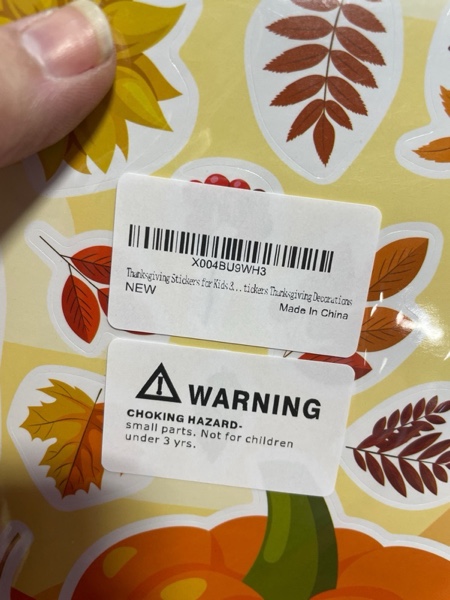 X004BU9WH3
Thanksgiving Stickers for Kids 3...tickers Thanksgiving Decorations
NEW
Made In China
WARNING
CHOKING HAZARD-
small parts. Not for children
under 3 yrs.